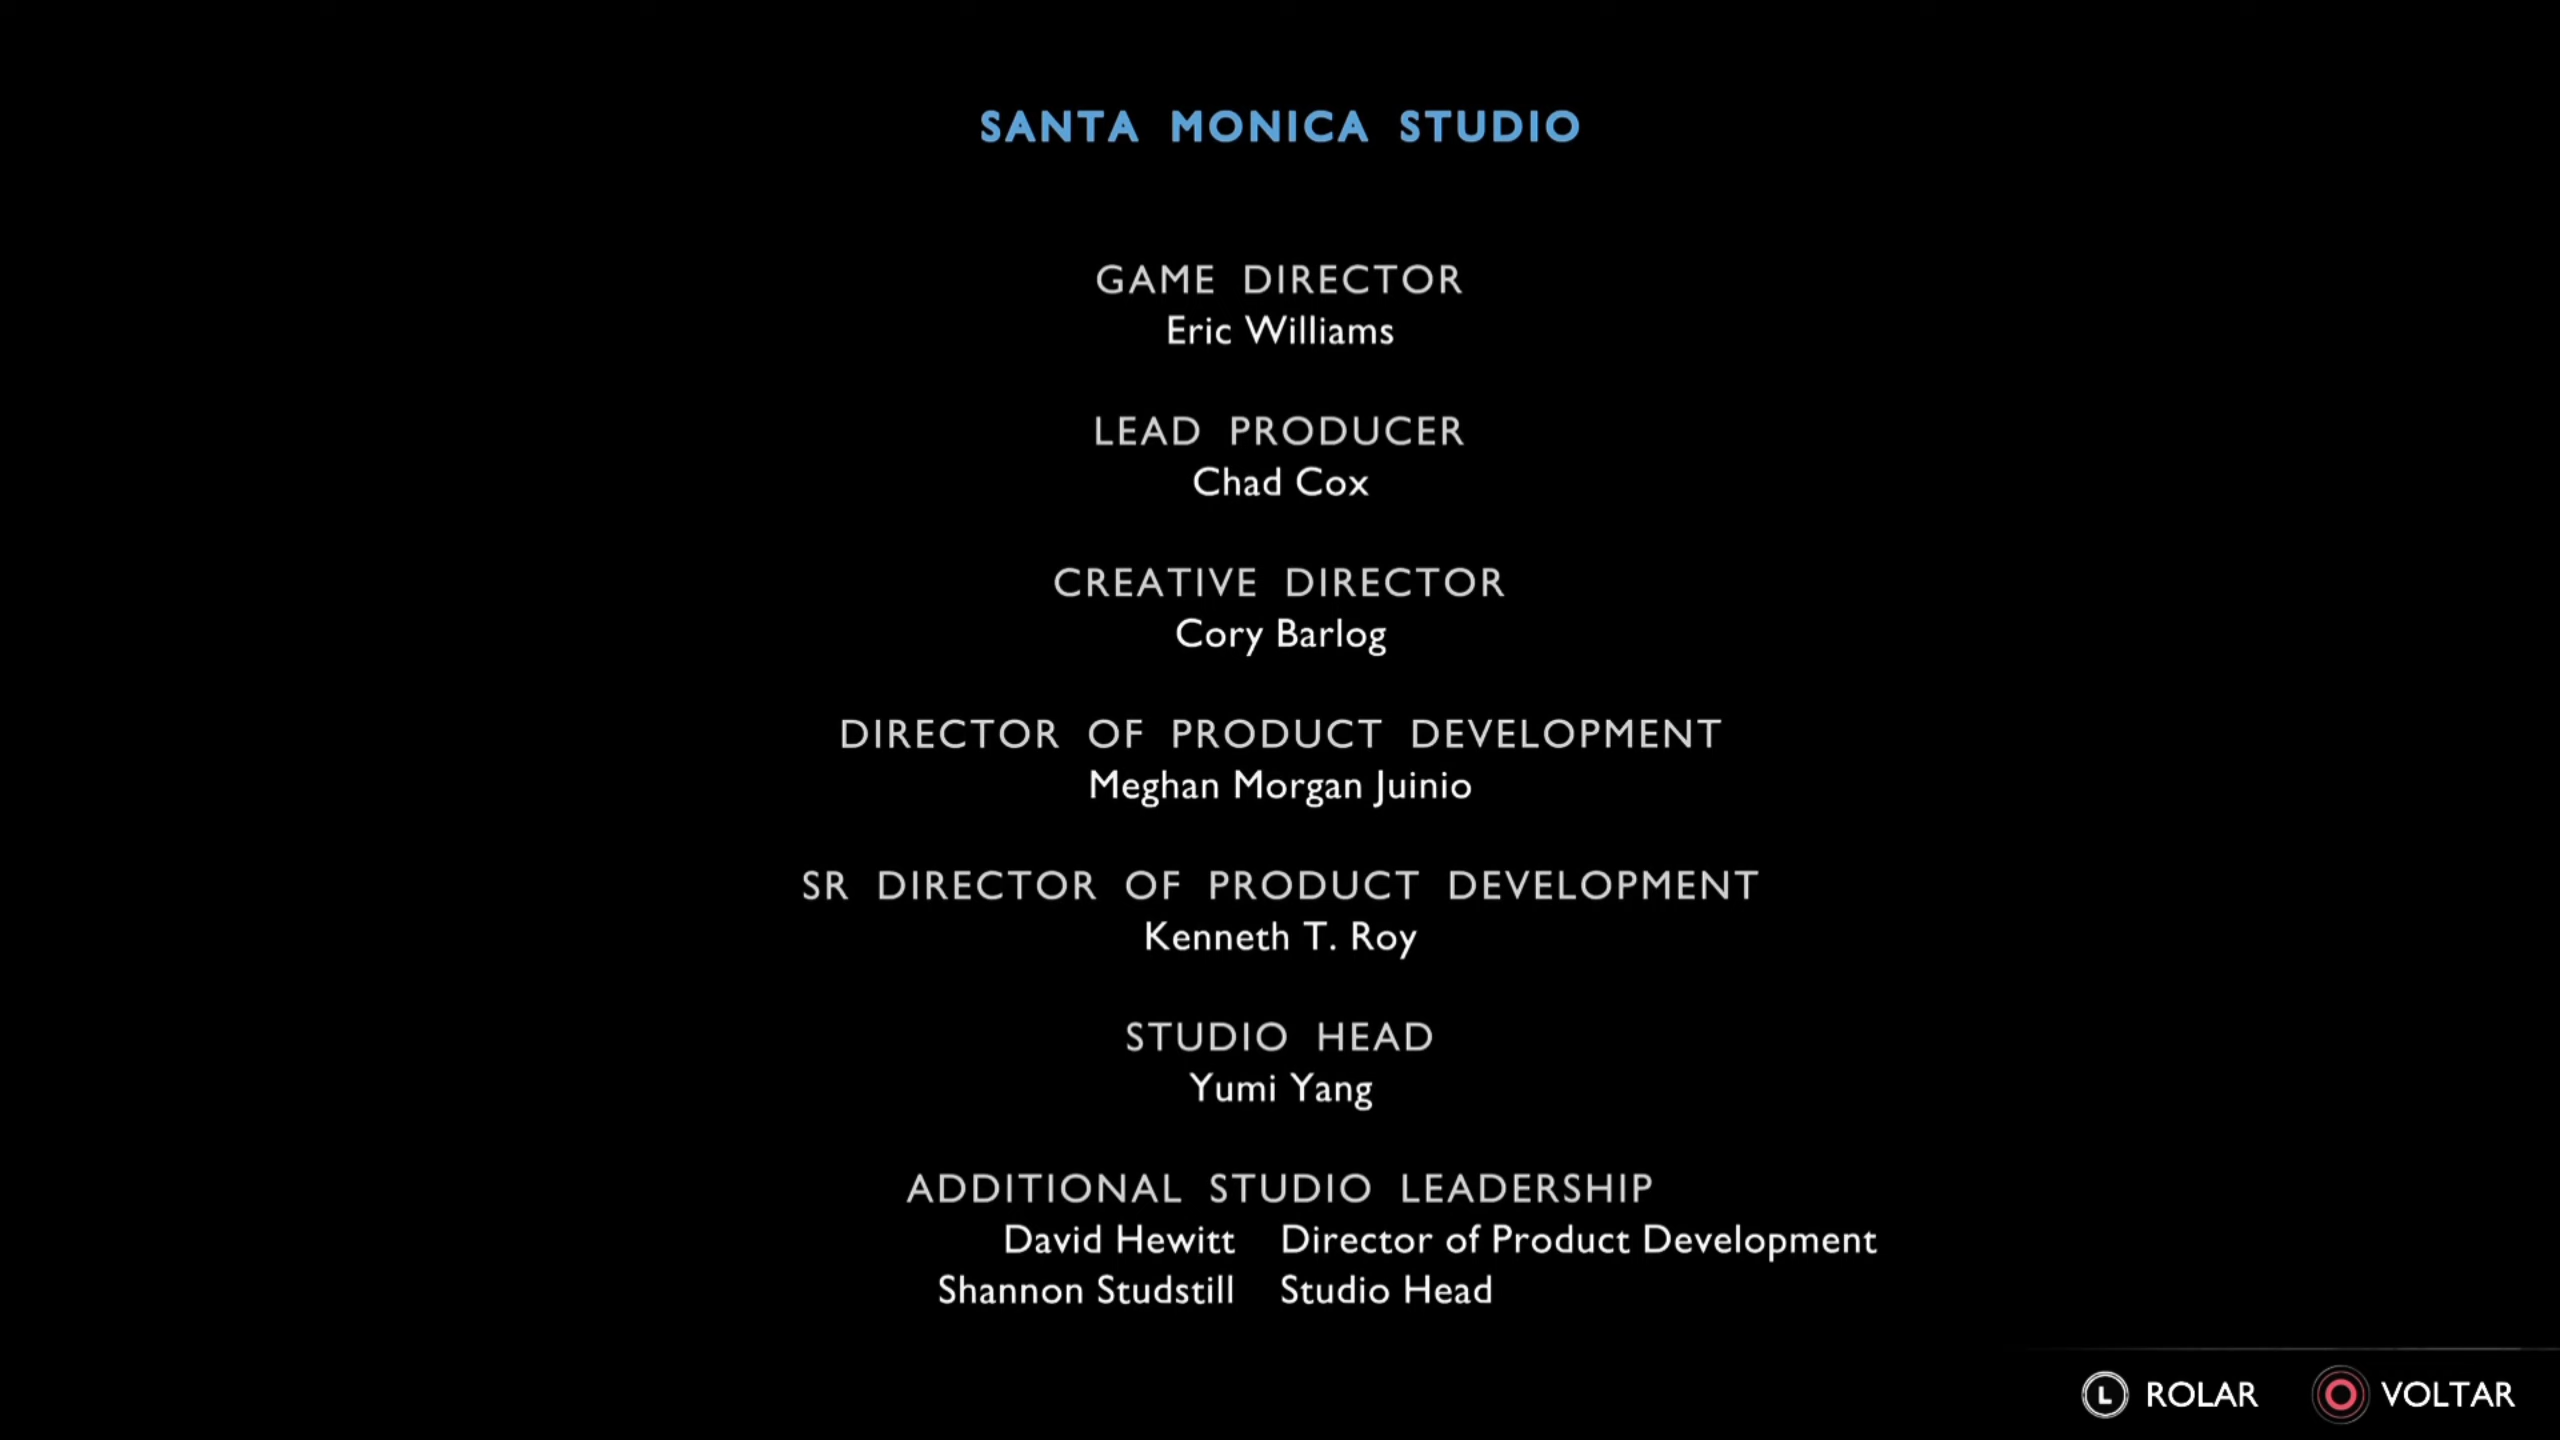 SANTA MONICA STUDIO
GAME DIRECTOR
Eric Williams
LEAD PRODUCER
Chad Cox
CREATIVE DIRECTOR
Cory Barlog
DIRECTOR OF PRODUCT DEVELOPMENT
Meghan Morgan Juinio
SR DIRECTOR OF PRODUCT DEVELOPMENT
Kenneth T. Roy
STUDIO HEAD
Yumi Yang
ADDITIONAL STUDIO LEADERSHIP
David Hewitt Director of Product Development
Shannon Studstill Studio Head
L ROLAR VOLTAR